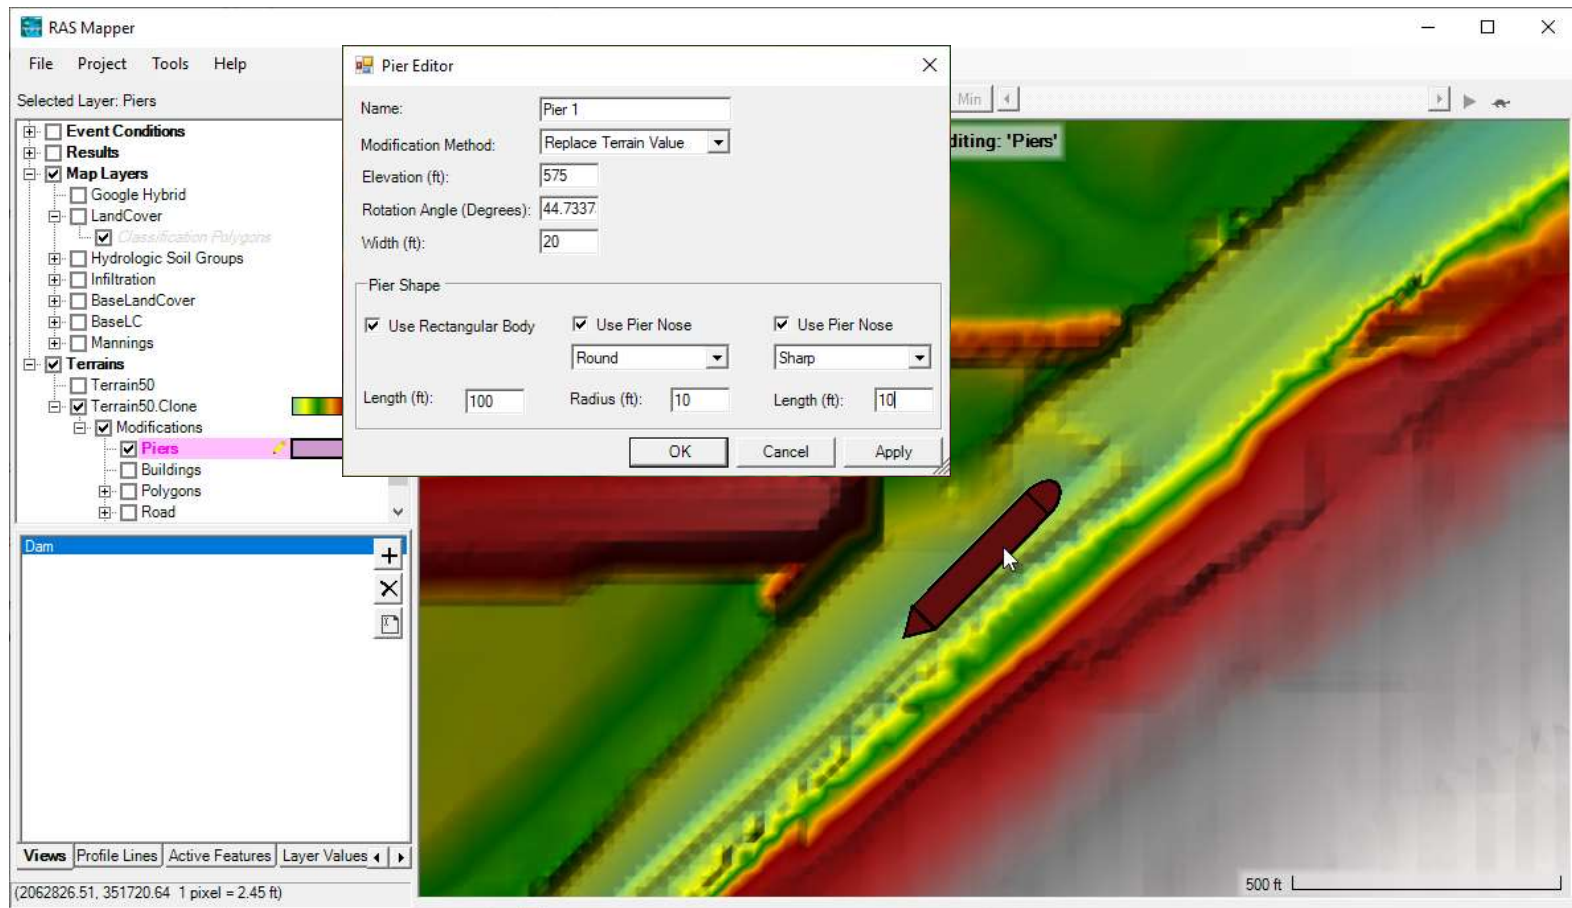 RAS Mapper
File Project Tools Help
Selected Layer: Piers
Event Conditions
Results
Map Layers
Google Hybrid
LandCover
Classification Polygons
Hydrologic Soil Groups
Infiltration
BaseLandCover
BaseLC
Mannings
Terrains
Terrain50
Terrain50.Clone
Modifications
Piers
Buildings
Polygons
Road
Dam
Views Profile Lines Active Features Layer Values
(2062826.51, 351720.64 1 pixel = 2.45 ft)
Pier Editor
Name: Pier 1
Modification Method: Replace Terrain Value
Elevation (ft): 575
Rotation Angle (Degrees): 44.7337
Width (ft): 20
Pier Shape
Use Rectangular Body Use Pier Nose Use Pier Nose
Round Sharp
Length (ft): 100 Radius (ft): 10 Length (ft): 10
OK Cancel Apply
Min
diting: 'Piers'
500 ft